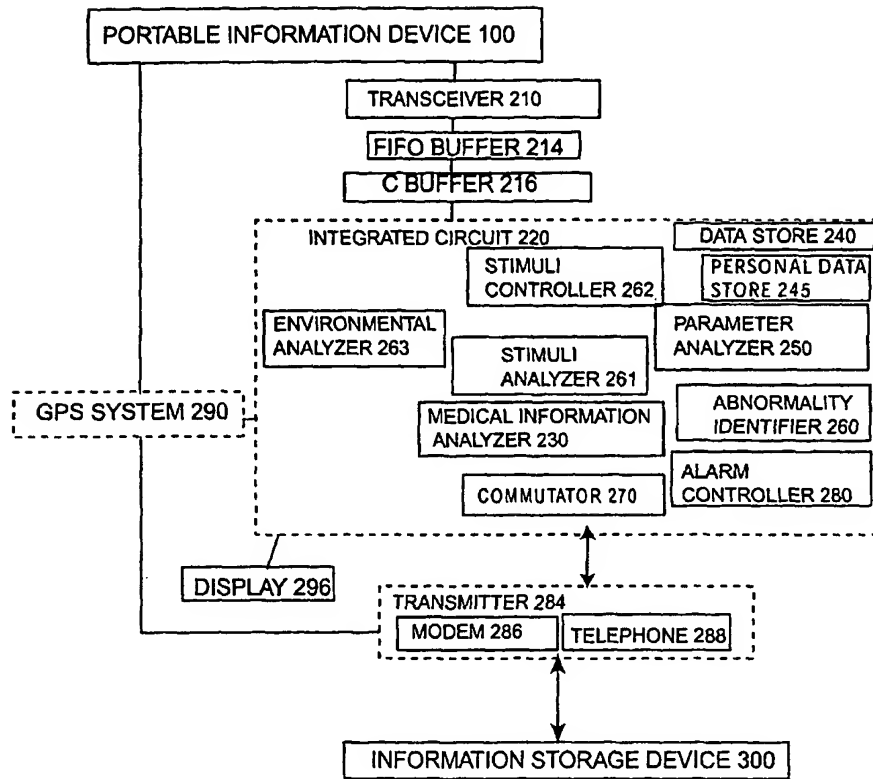 PORTABLE INFORMATION DEVICE 100
TRANSCEIVER 210
FIFO BUFFER 214
C BUFFER 216
INTEGRATED CIRCUIT 220
DATA STORE 240
STIMULI
CONTROLLER 262
PERSONAL DATA
STORE 245
ENVIRONMENTAL
ANALYZER 263
PARAMETER
ANALYZER 250
STIMULI
ANALYZER 261
GPS SYSTEM 290
MEDICAL INFORMATION
ANALYZER 230
ABNORMALITY
IDENTIFIER 260
COMMUTATOR 270
ALARM
CONTROLLER 280
DISPLAY 296
TRANSMITTER 284
MODEM 286
TELEPHONE 288
INFORMATION STORAGE DEVICE 300